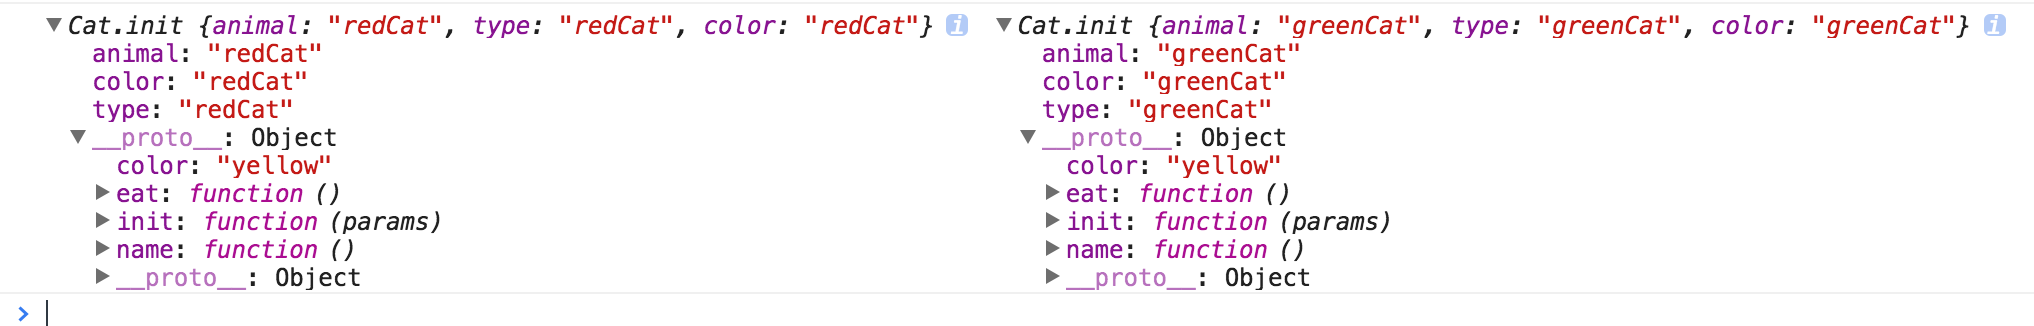 ▼Cat.init {animal: "redCat", type: "redCat", color: "redCat"} i
animal: "redCat"
color: "redCat"
type: "redCat"
▼__proto__: Object
color: "yellow"
▶eat: function ()
▶init: function (params)
▶name: function ()
▶__proto__: Object
▼Cat.init {animal: "greenCat", type: "greenCat", color: "greenCat"} i
animal: "greenCat"
color: "greenCat"
type: "greenCat"
▼__proto__: Object
color: "yellow"
▶eat: function ()
▶init: function (params)
▶name: function ()
▶__proto__: Object
>